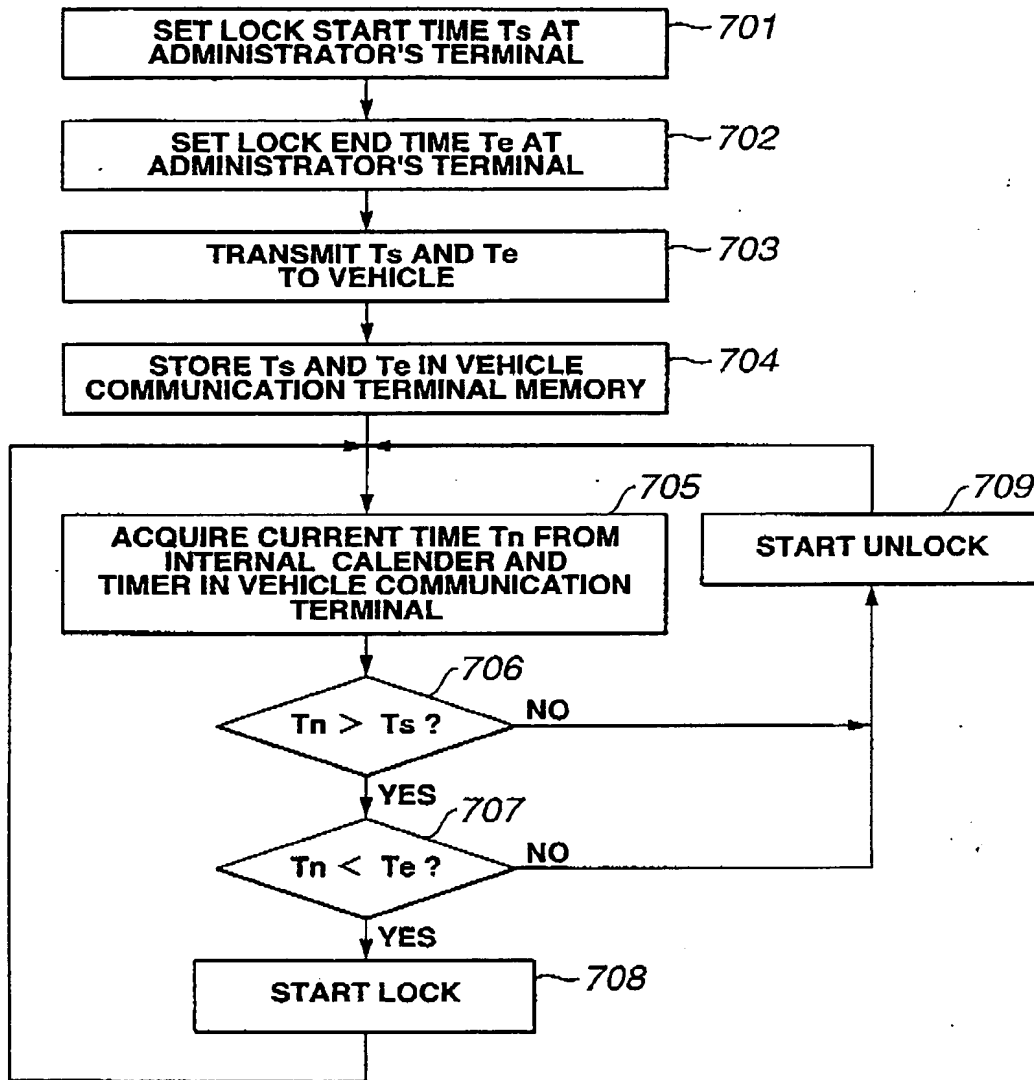 SET LOCK START TIME Ts AT
ADMINISTRATOR'S TERMINAL
701
SET LOCK END TIME Te AT
ADMINISTRATOR'S TERMINAL
702
TRANSMIT Ts AND Te
TO VEHICLE
703
STORE Ts AND Te IN VEHICLE
COMMUNICATION TERMINAL MEMORY
704
705
ACQUIRE CURRENT TIME Tn FROM
INTERNAL CALENDER AND
TIMER IN VEHICLE COMMUNICATION
TERMINAL
709
START UNLOCK
706
Tn > Ts ?
NO
YES
707
Tn < Te ?
NO
YES
START LOCK
708